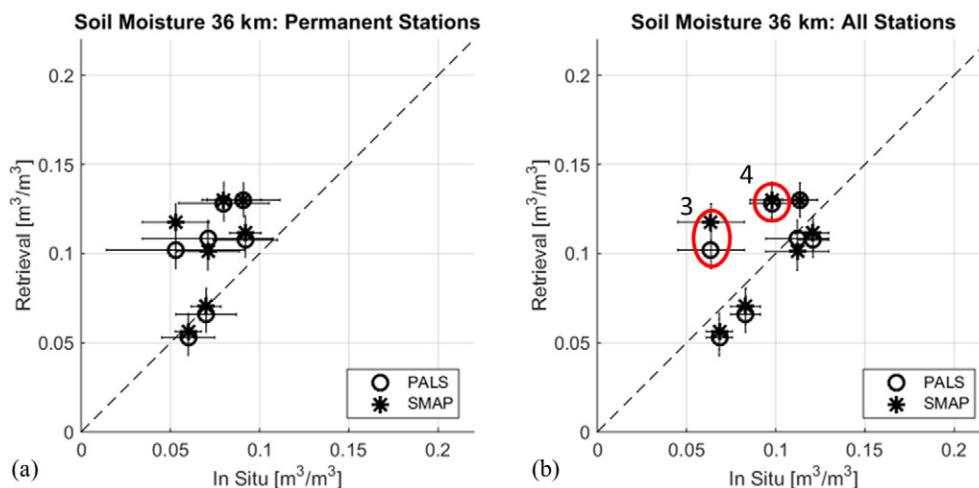 Soil Moisture 36 km: Permanent Stations
0.2
0.15
0.1
0.05
0
Retrieval [m³/m³]
PALS
SMAP
0
0.05
0.1
0.15
0.2
In Situ [m³/m³]
(a)
Soil Moisture 36 km: All Stations
0.2
0.15
0.1
0.05
0
Retrieval [m³/m³]
4
3
PALS
SMAP
0
0.05
0.1
0.15
0.2
In Situ [m³/m³]
(b)